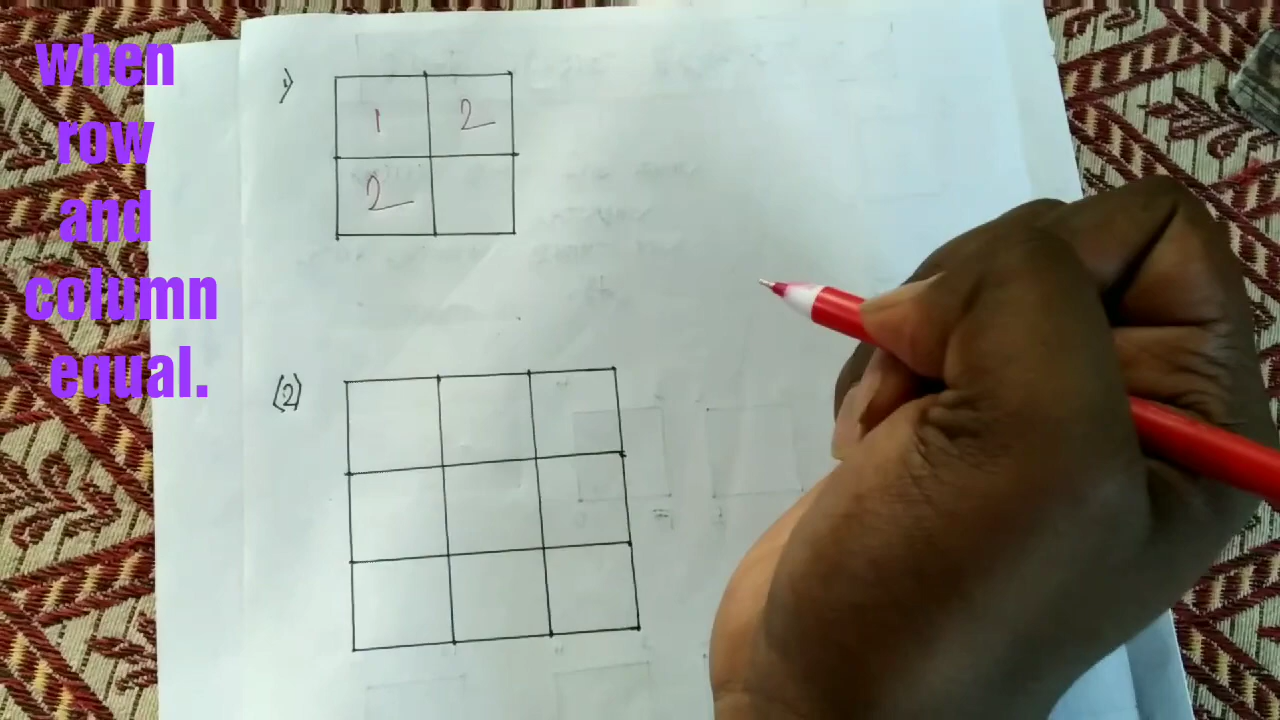 when
row
and
column
equal.
1)
1 2
2
(2)